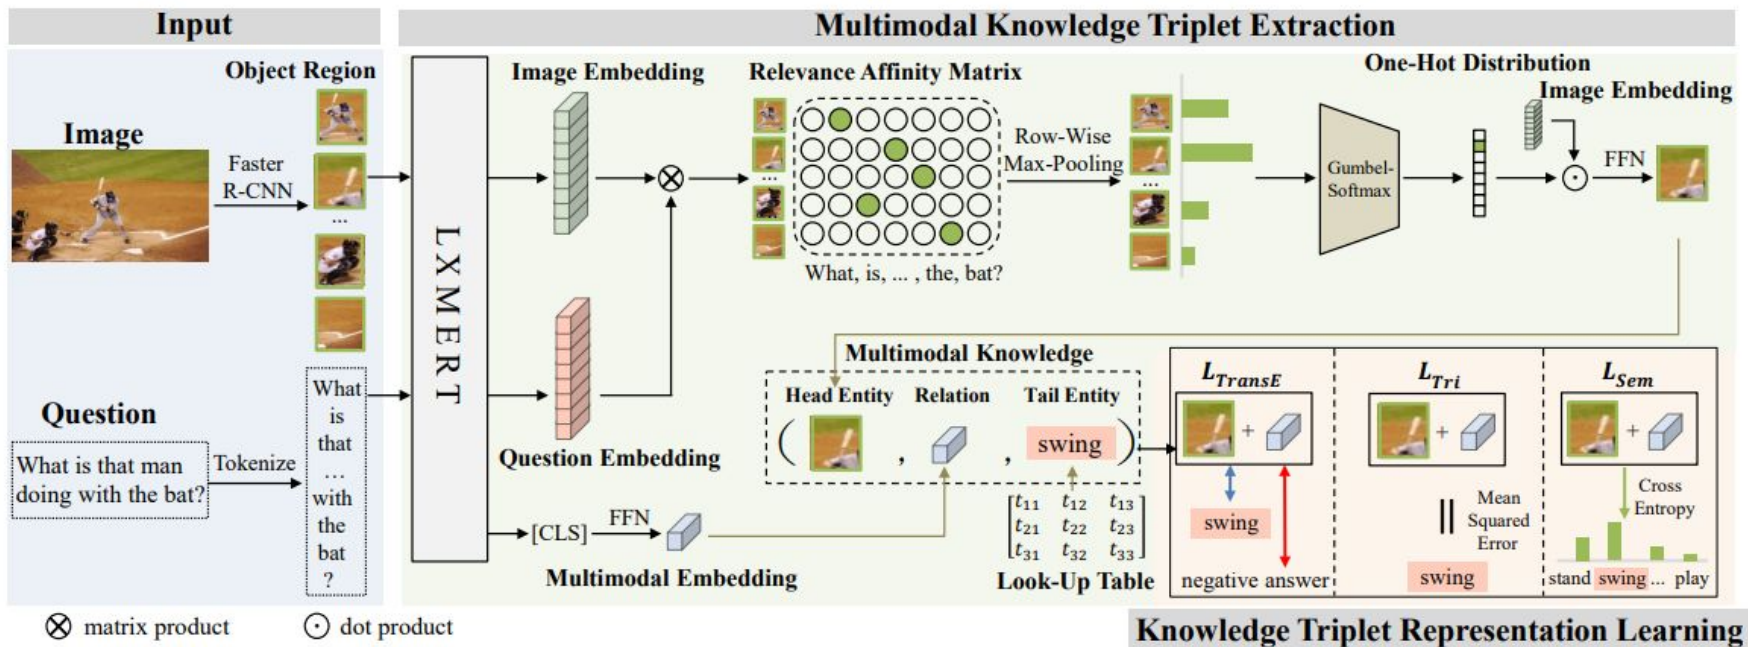 Input
Multimodal Knowledge Triplet Extraction
Object Region
Image
Faster
R-CNN
...
Question
What is that man
doing with the bat?
Tokenize
What
is
that
...
with
the
bat
?
LXMERT
Image Embedding
Question Embedding
[CLS]
FFN
Multimodal Embedding
Relevance Affinity Matrix
...
What, is, ... , the, bat?
Row-Wise
Max-Pooling
...
Gumbel-
Softmax
One-Hot Distribution
Image Embedding
FFN
Multimodal Knowledge
Head Entity
Relation
Tail Entity
( , , swing )
t11 t12 t13
t21 t22 t23
t31 t32 t33
Look-Up Table
L_TransE
+
swing
negative answer
L_Tri
+
||
Mean
Squared
Error
swing
L_Sem
+
Cross
Entropy
stand swing ... play
⊗ matrix product
⊙ dot product
Knowledge Triplet Representation Learning